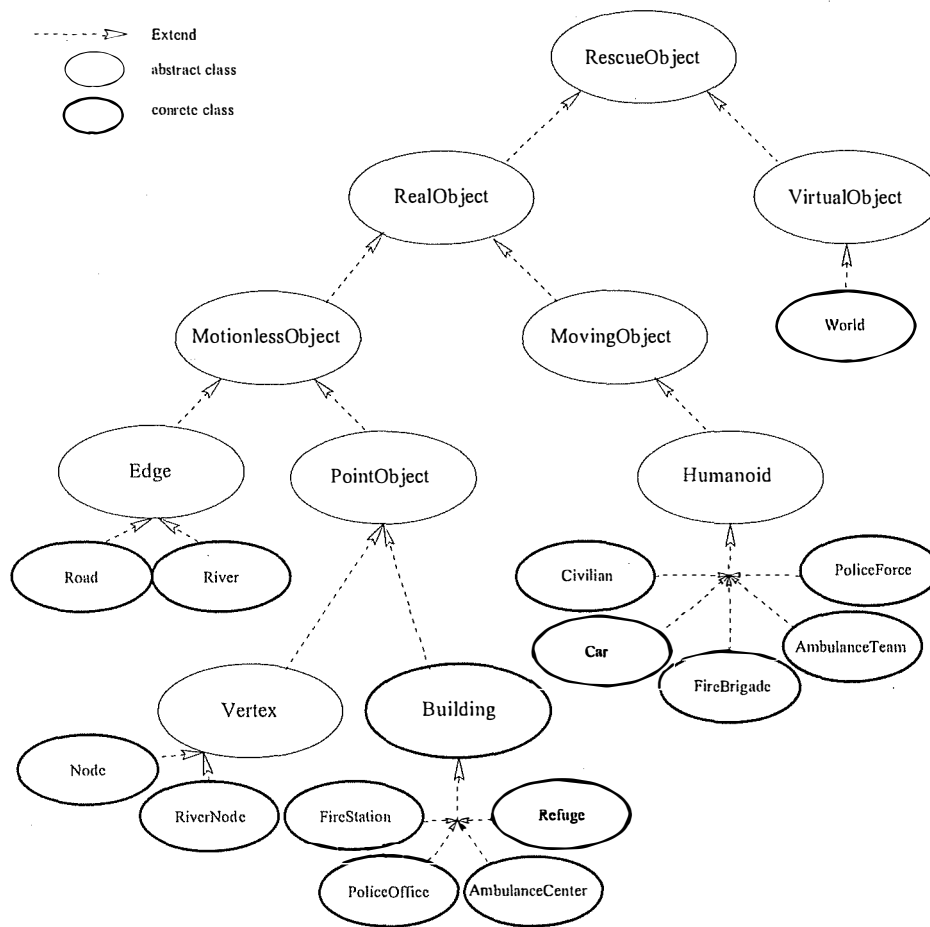 Extend
abstract class
conrete class
RescueObject
RealObject
VirtualObject
MotionlessObject
MovingObject
World
Edge
PointObject
Humanoid
Road
River
Civilian
PoliceForce
Car
AmbulanceTeam
FireBrigade
Vertex
Building
Node
RiverNode
FireStation
Refuge
PoliceOffice
AmbulanceCenter